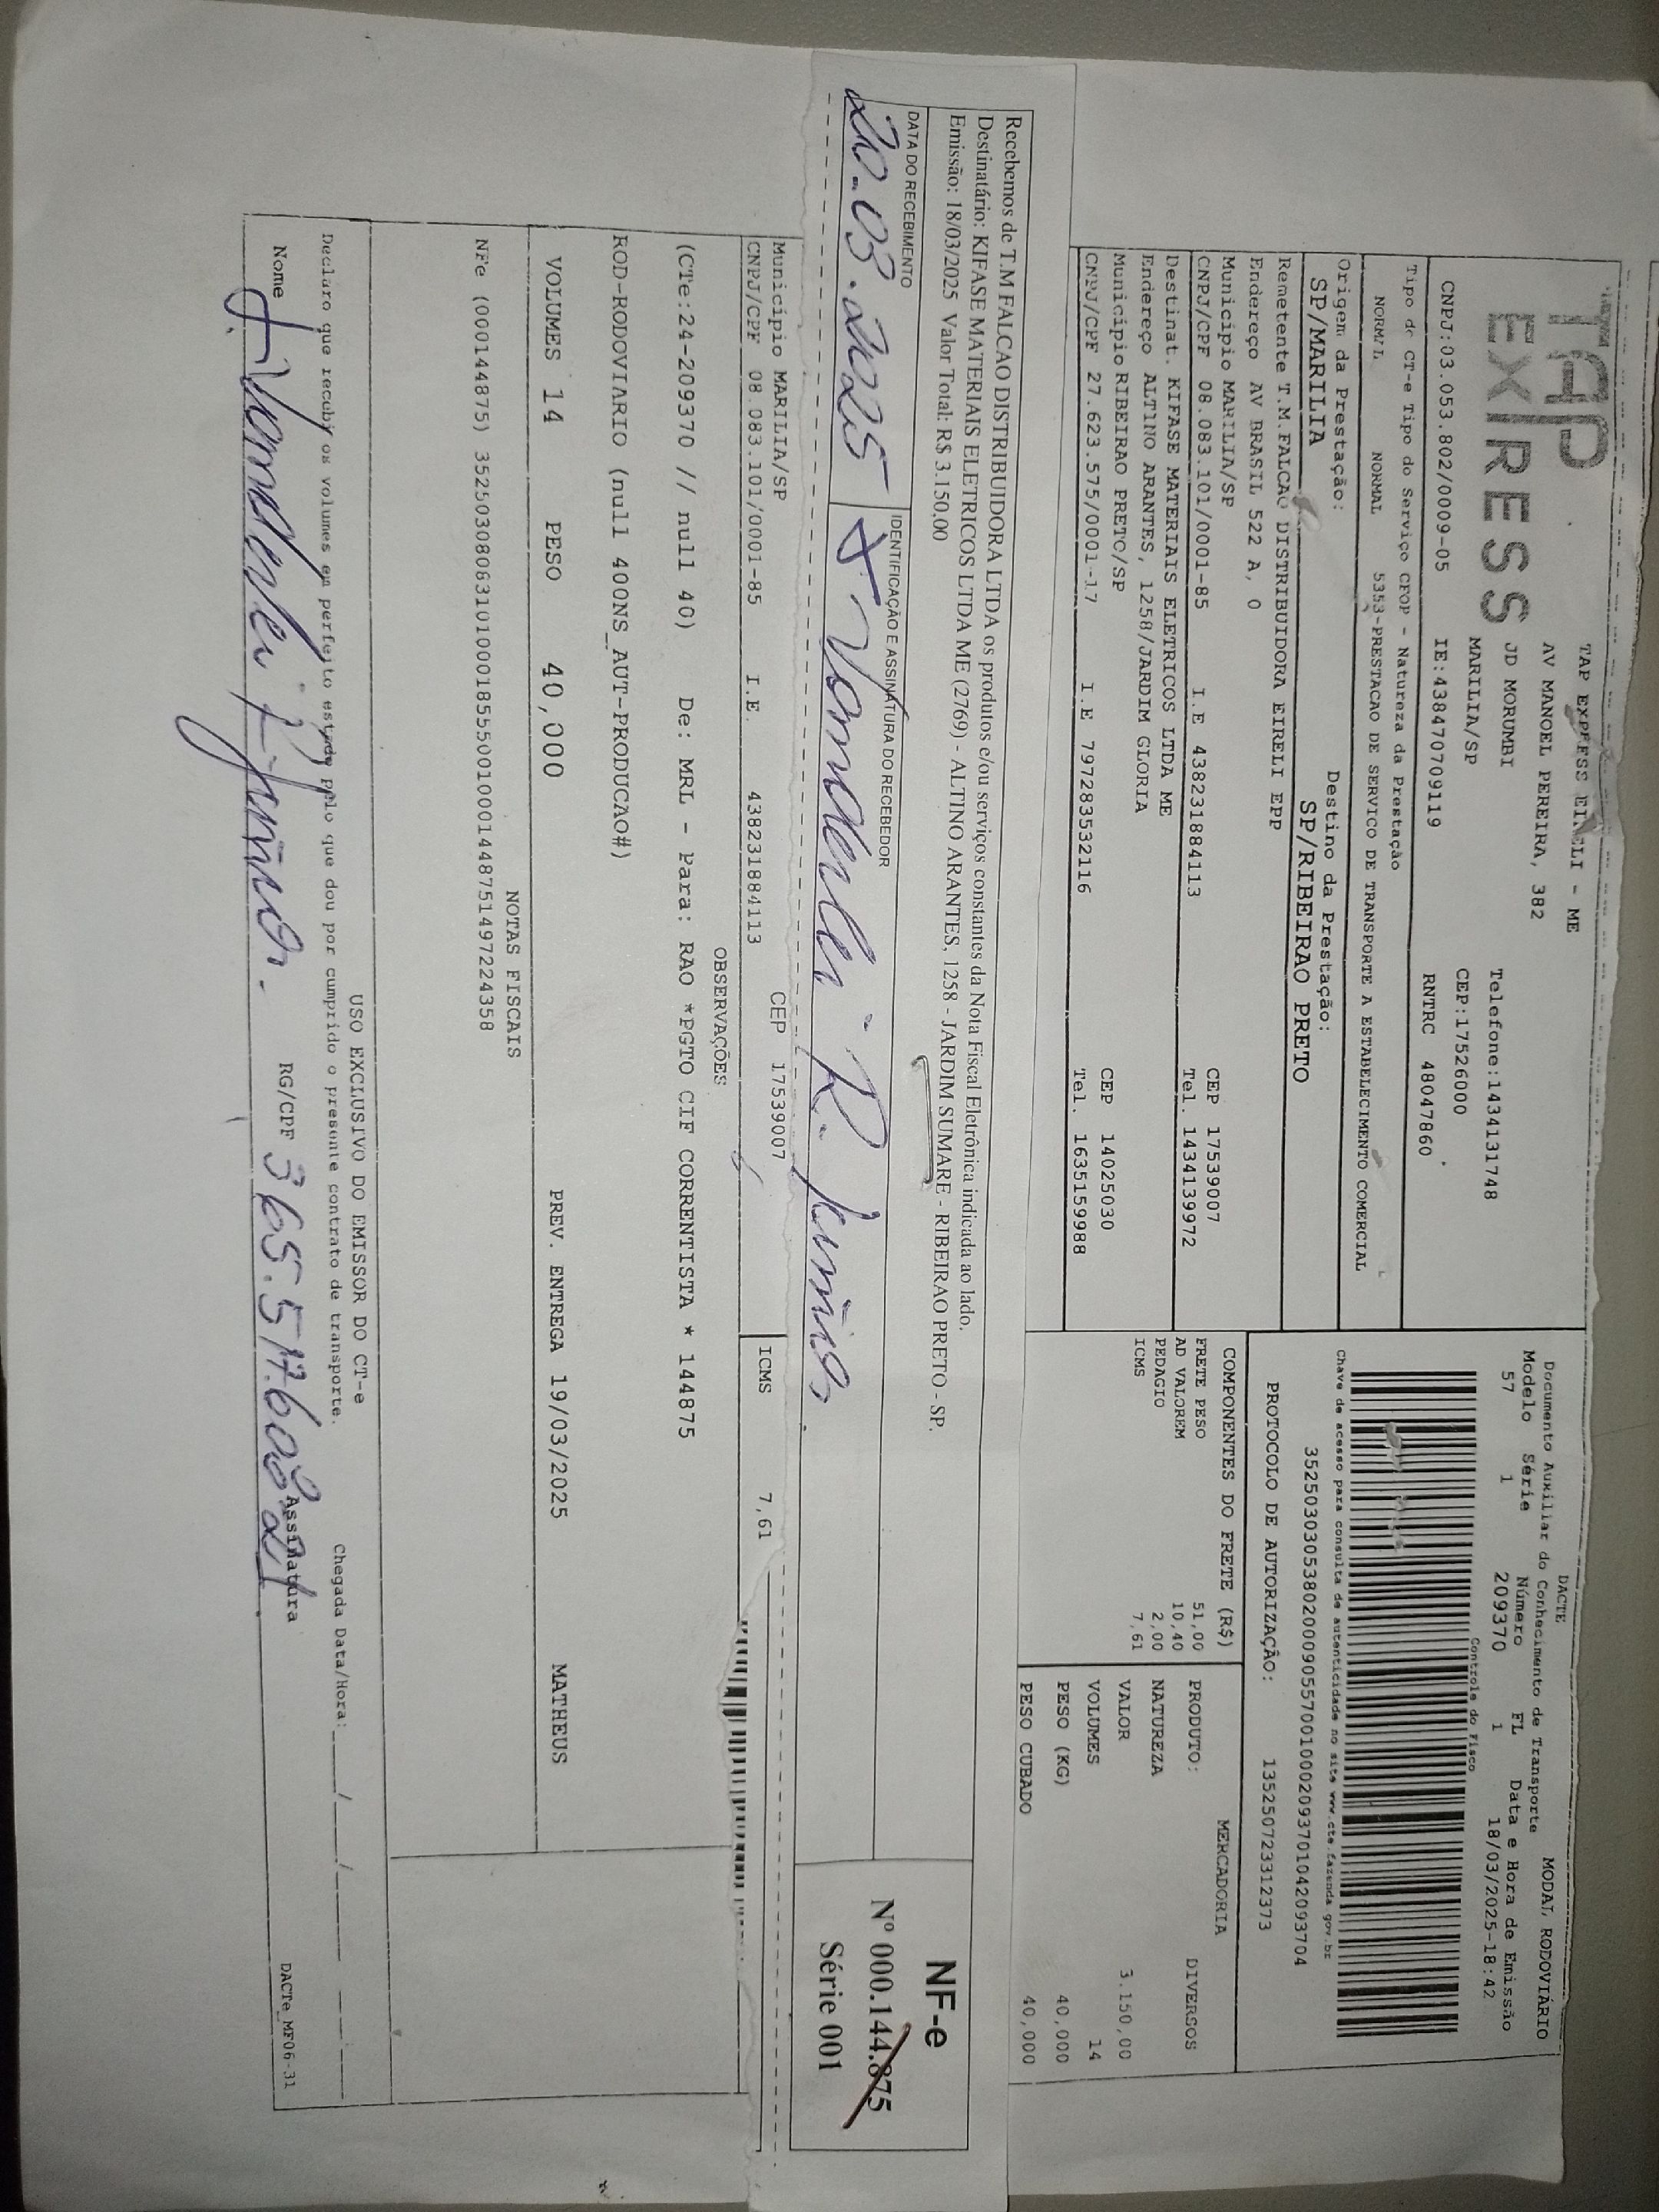 TAP
EXPRESS
TAP EXPRESS EIRELI - ME
AV MANOEL PEREIRA, 382
JD MORUMBI
MARILIA/SP
Telefone:1434131748
CEP:17526000
CNPJ:03.053.802/0009-05 IE:438470709119 RNTRC 48047860
DACTE MODAL RODOVIÁRIO
Documento Auxiliar do Conhecimento de Transporte
Modelo Série Número FL Data e Hora de Emissão
57 1 209370 1 18/03/2025-18:42
Controle do Fisco
Chave de acesso para consulta de autenticidade no site www.cte.fazenda.gov.br
35250303053802000905570010002093701042093704
PROTOCOLO DE AUTORIZAÇÃO: 135250723312373
Tipo de CT-e Tipo do Serviço CFOP - Natureza da Prestação
NORMAL NORMAL 5353-PRESTACAO DE SERVICO DE TRANSPORTE A ESTABELECIMENTO COMERCIAL
Origem da Prestação: Destino da Prestação:
SP/MARILIA SP/RIBEIRAO PRETO
Remetente T.M.FALCAO DISTRIBUIDORA EIRELI EPP
Endereço AV BRASIL 522 A, 0
Município MARILIA/SP CEP 17539007
CNPJ/CPF 08.083.101/0001-85 I.E 438231884113 Tel. 1434139972
Destinat. KIFASE MATERIAIS ELETRICOS LTDA ME
Endereço ALTINO ARANTES, 1258/JARDIM GLORIA
Município RIBEIRAO PRETO/SP CEP 14025030
CNPJ/CPF 27.623.575/0001-17 I.E 797283532116 Tel. 1635159988
COMPONENTES DO FRETE (R$)
FRETE PESO 51,00
AD VALOREM 10,40
PEDAGIO 2,00
ICMS 7,61
MERCADORIA
PRODUTO: DIVERSOS
NATUREZA
VALOR 3.150,00
VOLUMES 14
PESO (KG) 40,000
PESO CUBADO 40,000
Recebemos de T.M FALCAO DISTRIBUIDORA LTDA os produtos e/ou serviços constantes da Nota Fiscal Eletrônica indicada ao lado.
Destinatário: KIFASE MATERIAIS ELETRICOS LTDA ME (2769) - ALTINO ARANTES, 1258 - JARDIM SUMARE - RIBEIRAO PRETO - SP.
Emissão: 18/03/2025 Valor Total: R$ 3.150,00
DATA DO RECEBIMENTO IDENTIFICAÇÃO E ASSINATURA DO RECEBEDOR
20.03.2025 Vanderlei R. Junior
NF-e
Nº 000.144.875
Série 001
Município MARILIA/SP CEP 17539007
CNPJ/CPF 08.083.101/0001-85 I.E. 438231884113
ICMS 7,61
OBSERVAÇÕES
(CTe:24-209370 // null 40) De: MRL - Para: RAO *PGTO CIF CORRENTISTA * 144875
ROD-RODOVIARIO (null 400NS_AUT-PRODUCAO#)
VOLUMES 14 PESO 40,000 PREV. ENTREGA 19/03/2025 MATHEUS
NOTAS FISCAIS
NFe (000144875) 35250308063101000185550010001448751497224358
USO EXCLUSIVO DO EMISSOR DO CT-e
Declaro que recebi os volumes em perfeito estado pelo que dou por cumprido o presente contrato de transporte. Chegada Data/Hora:____/____/____ ___:___
Nome Vanderlei R. Junior. RG/CPF 365.517.608 21 Assinatura
DACTe_MF06-31